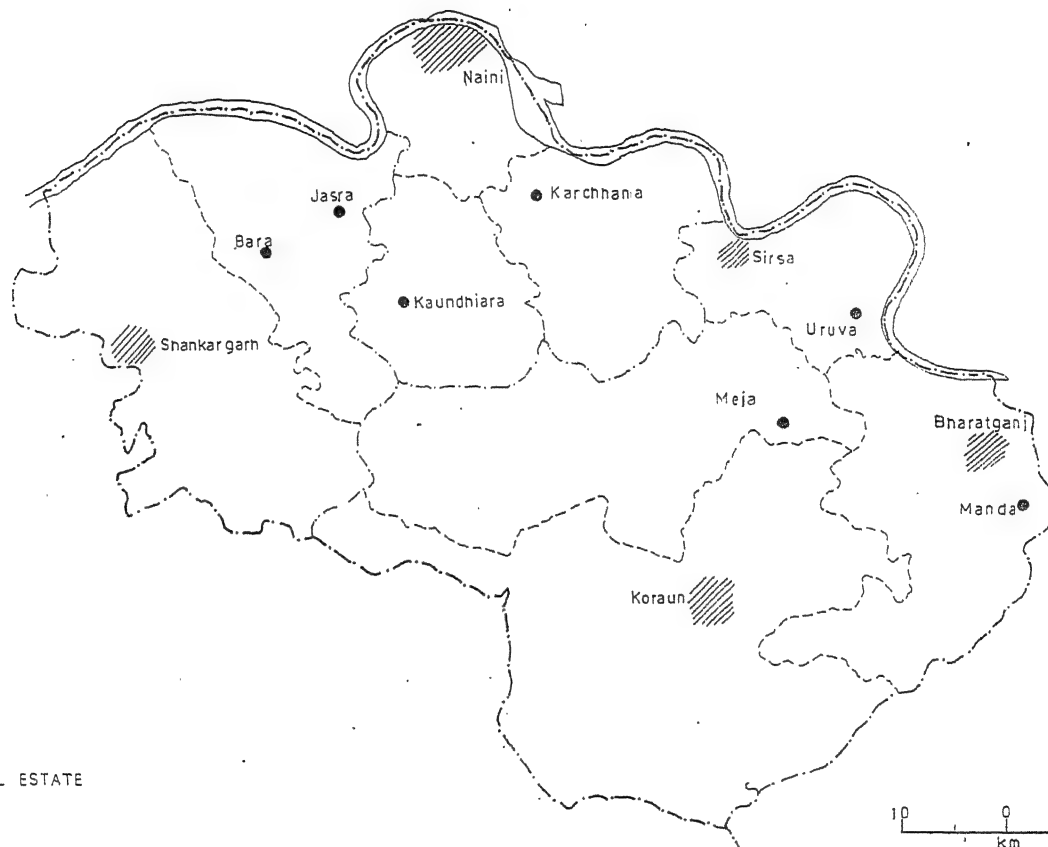 Naini
Jasra
Karchhana
Bara
Sirsa
Kaundhiara
Uruva
Shankargarh
Meja
Bharatganj
Manda
Koraun
L ESTATE
10 0
km